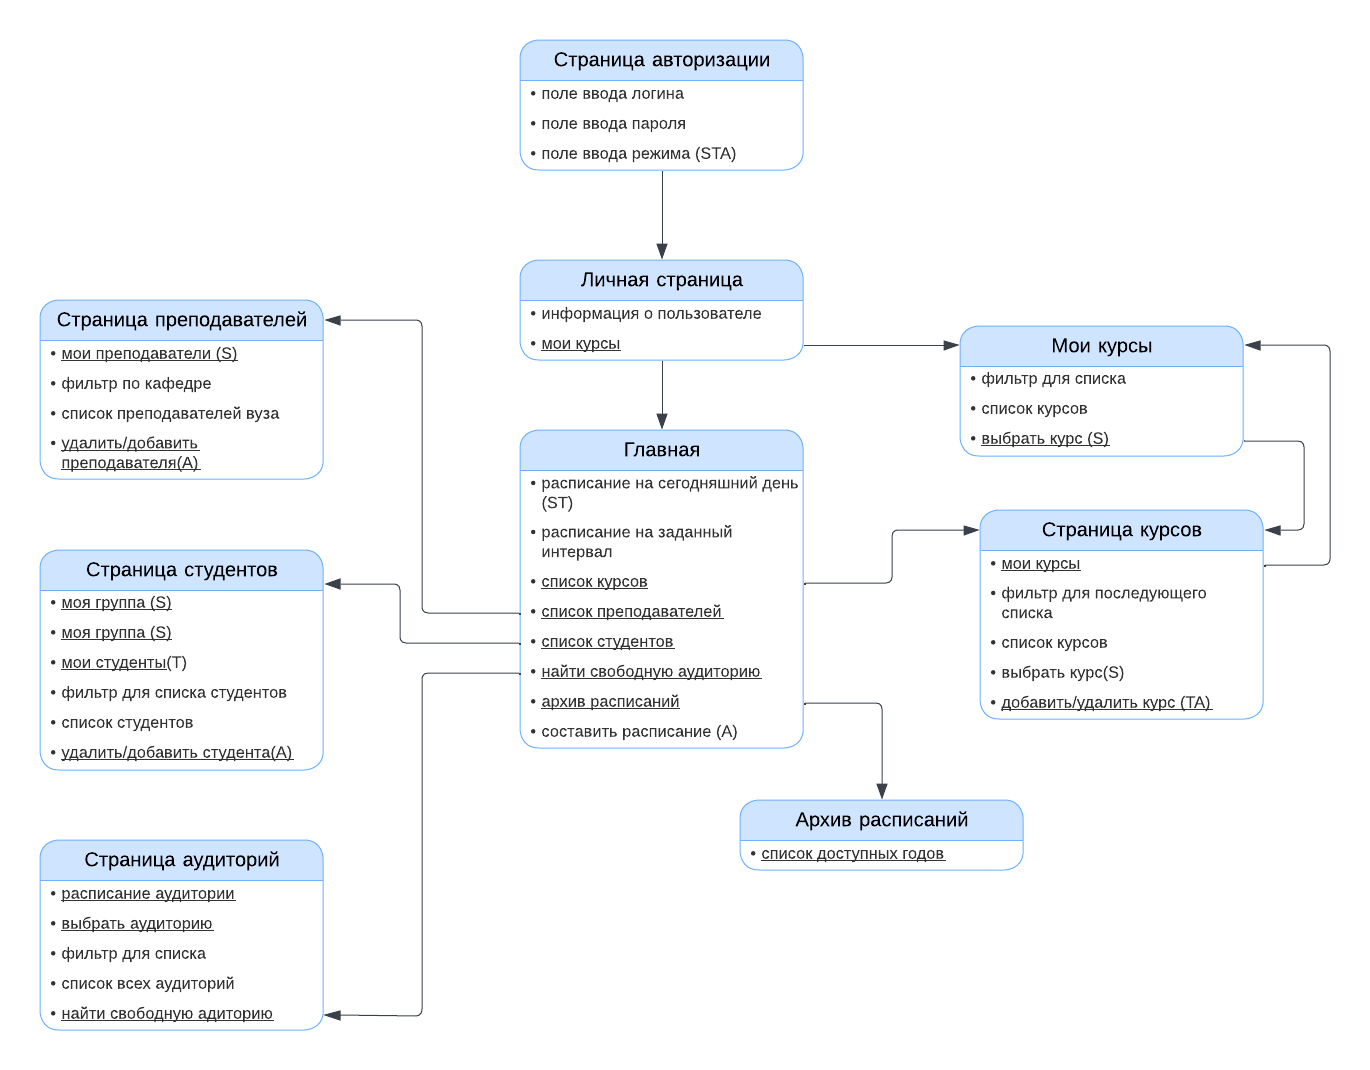 Страница авторизации
• поле ввода логина
• поле ввода пароля
• поле ввода режима (STA)
Личная страница
• информация о пользователе
• мои курсы
Страница преподавателей
• мои преподаватели (S)
• фильтр по кафедре
• список преподавателей вуза
• удалить/добавить
преподавателя(A)
Мои курсы
• фильтр для списка
• список курсов
• выбрать курс (S)
Главная
• расписание на сегодняшний день
(ST)
• расписание на заданный
интервал
• список курсов
• список преподавателей
• список студентов
• найти свободную аудиторию
• архив расписаний
• составить расписание (A)
Страница курсов
• мои курсы
• фильтр для последующего
списка
• список курсов
• выбрать курс(S)
• добавить/удалить курс (TA)
Страница студентов
• моя группа (S)
• моя группа (S)
• мои студенты(T)
• фильтр для списка студентов
• список студентов
• удалить/добавить студента(A)
Архив расписаний
• список доступных годов
Страница аудиторий
• расписание аудитории
• выбрать аудиторию
• фильтр для списка
• список всех аудиторий
• найти свободную адиторию